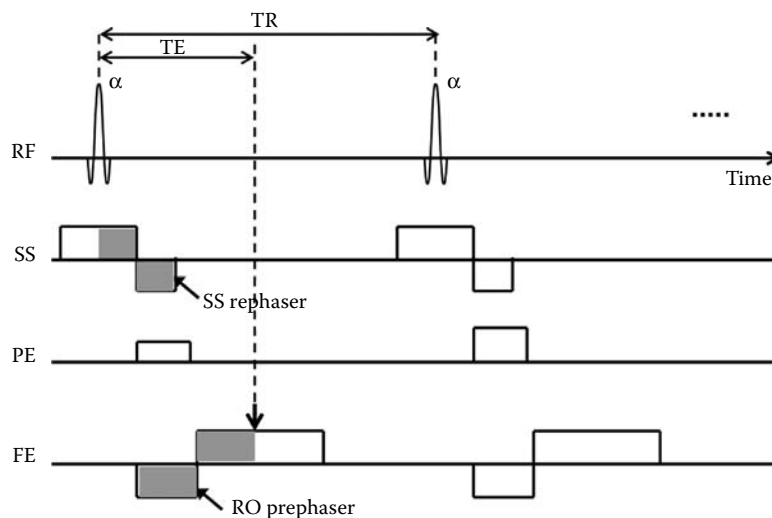 TR
TE
α
α
.....
RF
Time
SS
SS rephaser
PE
FE
RO prephaser